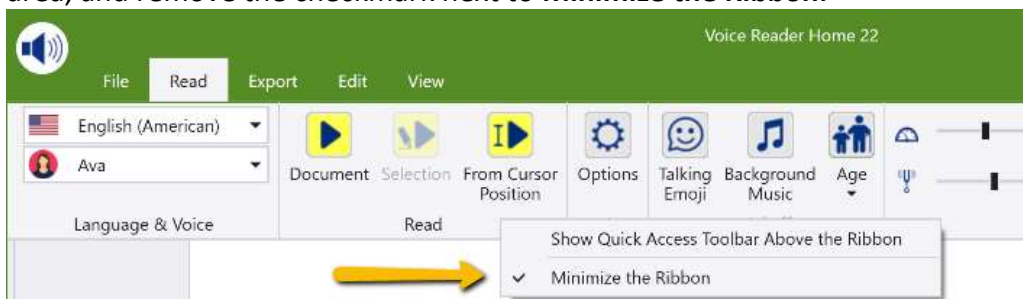 area, and remove the checkmark next to Minimize the Ribbon
Voice Reader Home 22
File Read Export Edit View
English (American)
Ava
Document Selection From Cursor Position Options Talking Emoji Background Music Age
Language & Voice Read
Show Quick Access Toolbar Above the Ribbon
Minimize the Ribbon